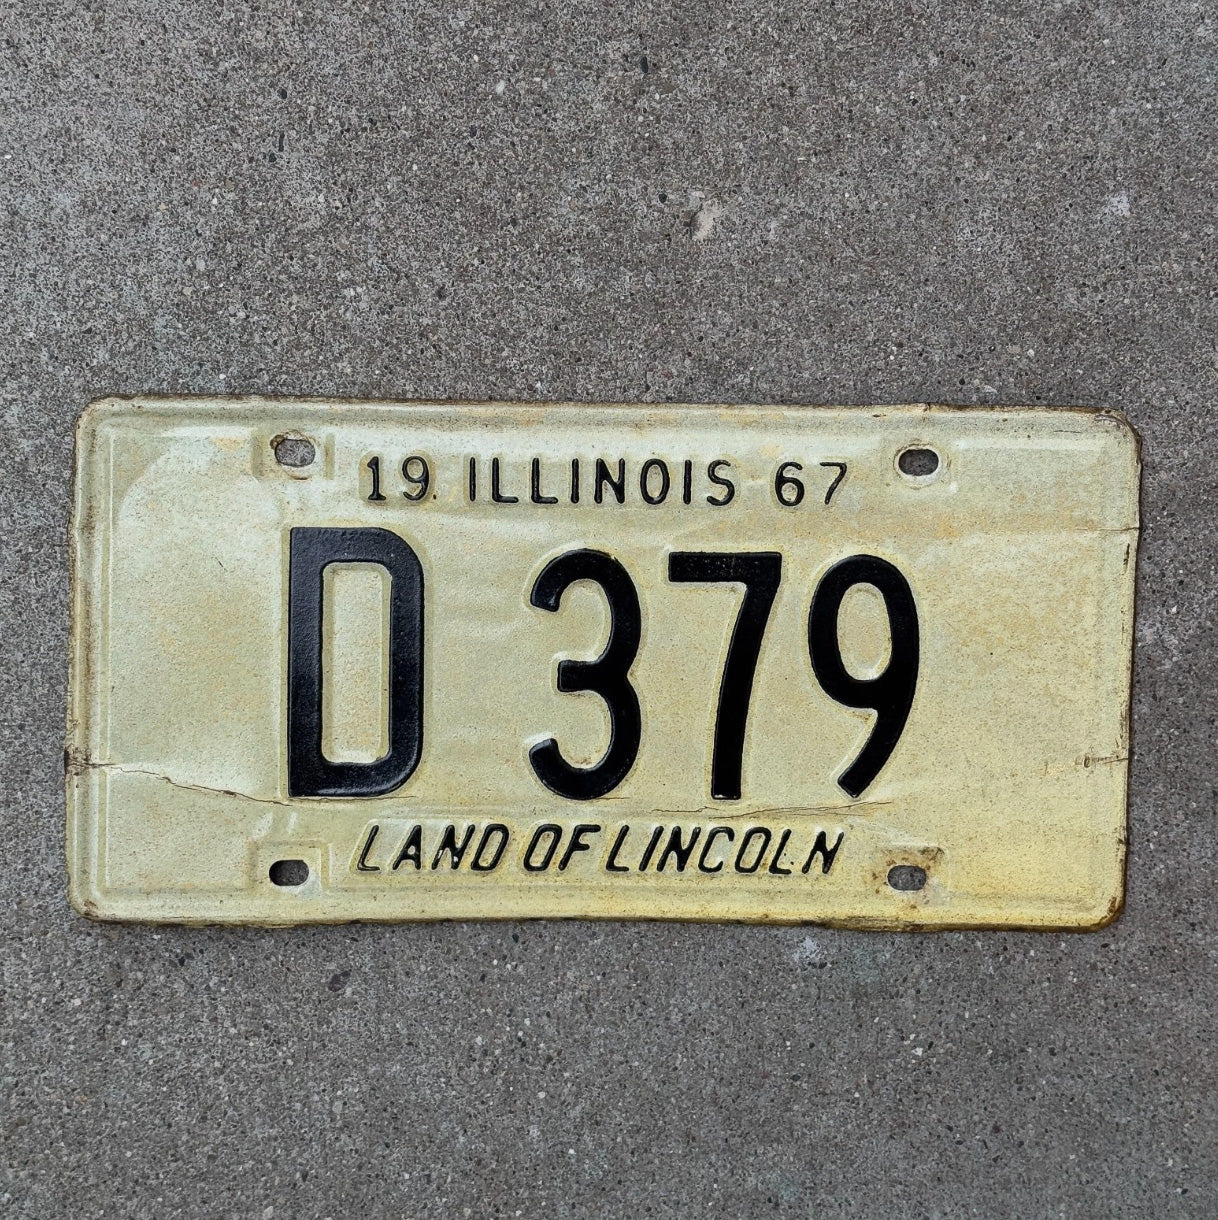 19 ILLINOIS 67
D 379
LAND OF LINCOLN